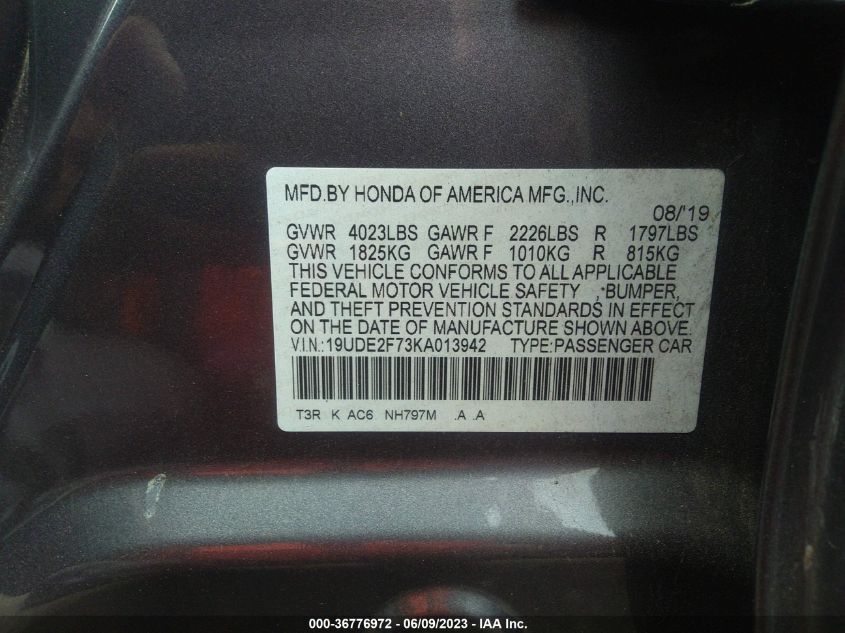 MFD.BY HONDA OF AMERICA MFG.,INC.
08/'19
GVWR 4023LBS GAWR F 2226LBS R 1797LBS
GVWR 1825KG GAWR F 1010KG R 815KG
THIS VEHICLE CONFORMS TO ALL APPLICABLE
FEDERAL MOTOR VEHICLE SAFETY , BUMPER,
AND THEFT PREVENTION STANDARDS IN EFFECT
ON THE DATE OF MANUFACTURE SHOWN ABOVE.
VIN.:19UDE2F73KA013942 TYPE:PASSENGER CAR
T3R K AC6 NH797M .A .A
000-36776972 - 06/09/2023 - IAA Inc.